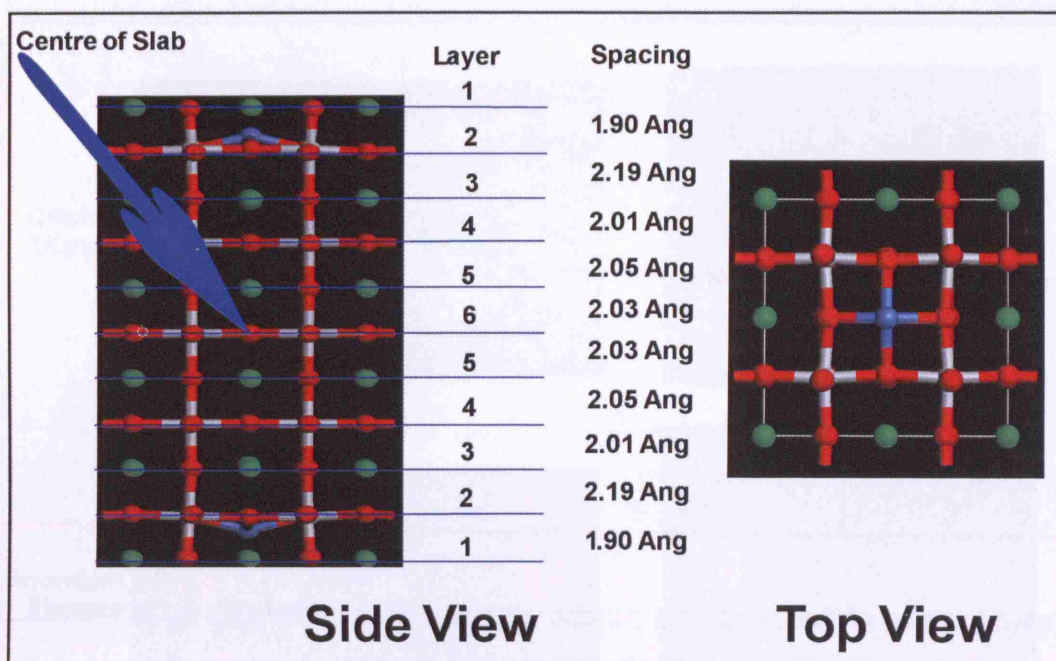 Centre of Slab
Layer
Spacing
1
1.90 Ang
2
2.19 Ang
3
2.01 Ang
4
2.05 Ang
5
2.03 Ang
6
2.03 Ang
5
2.05 Ang
4
2.01 Ang
3
2.19 Ang
2
1.90 Ang
1
Side View
Top View